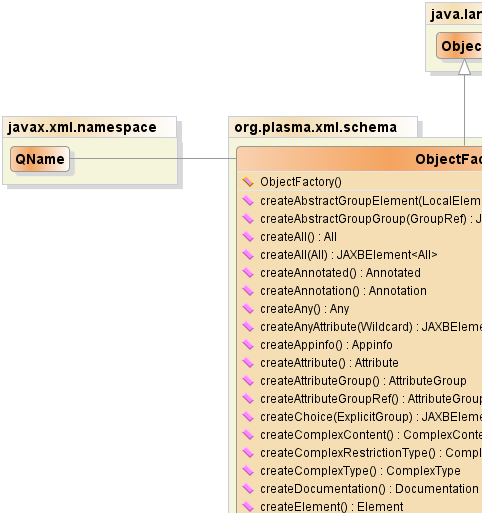 java.lan
Objec
javax.xml.namespace
org.plasma.xml.schema
QName
ObjectFac
ObjectFactory()
createAbstractGroupElement(LocalElem
createAbstractGroupGroup(GroupRef) : J
createAll() : All
createAll(All) : JAXBElement<All>
createAnnotated() : Annotated
createAnnotation() : Annotation
createAny() : Any
createAnyAttribute(Wildcard) : JAXBEleme
createAppinfo() : Appinfo
createAttribute() : Attribute
createAttributeGroup() : AttributeGroup
createAttributeGroupRef() : AttributeGroup
createChoice(ExplicitGroup) : JAXBEleme
createComplexContent() : ComplexConte
createComplexRestrictionType() : Compl
createComplexType() : ComplexType
createDocumentation() : Documentation
createElement() : Element